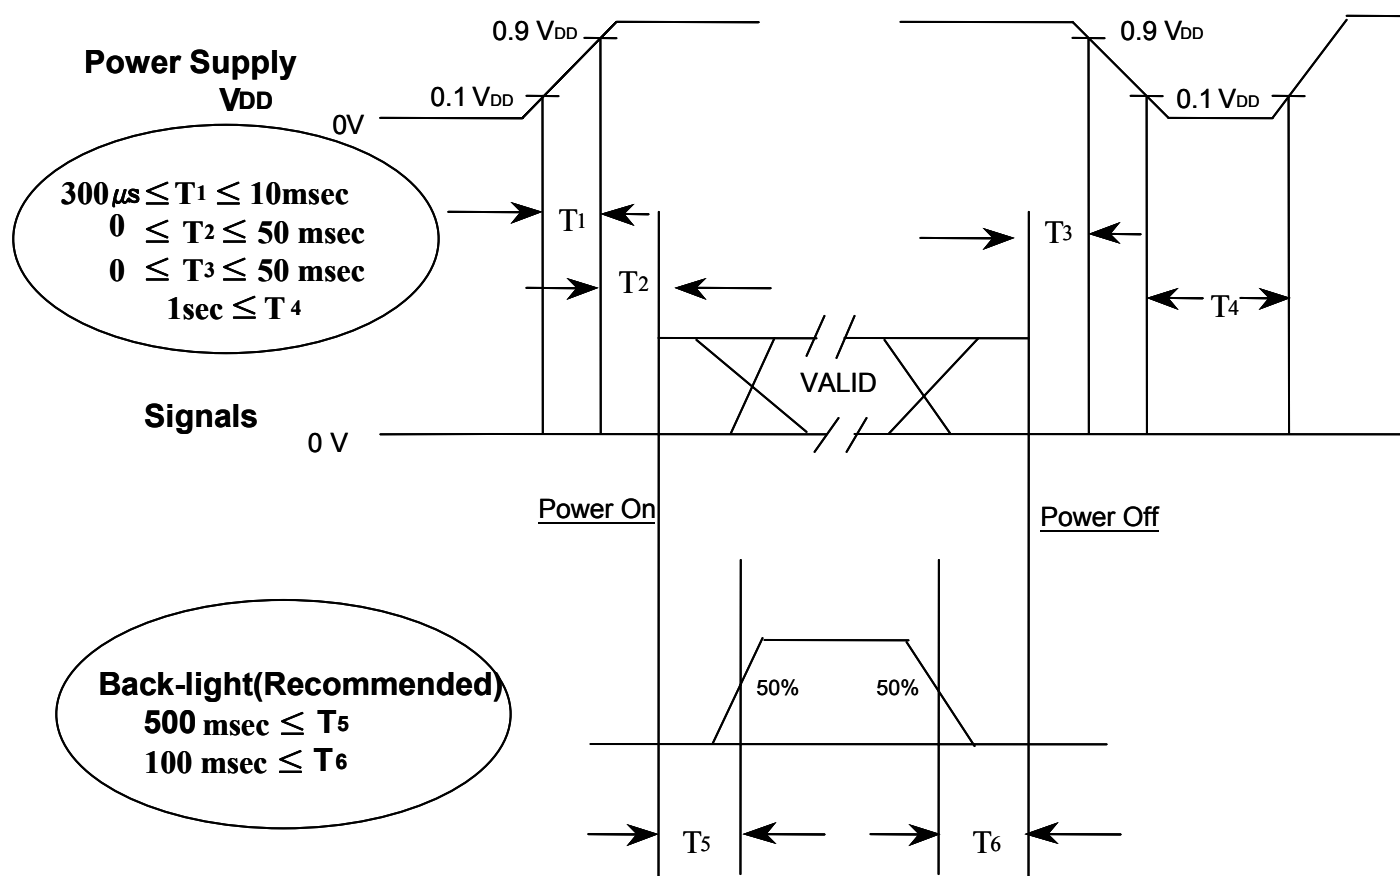 Power Supply
VDD
0.9 VDD
0.1 VDD
0V
0.9 VDD
0.1 VDD
300μs ≤ T1 ≤ 10msec
0 ≤ T2 ≤ 50 msec
0 ≤ T3 ≤ 50 msec
1sec ≤ T4
T1
T2
T3
T4
VALID
Signals
0 V
Power On
Power Off
Back-light(Recommended)
500 msec ≤ T5
100 msec ≤ T6
50%
50%
T5
T6